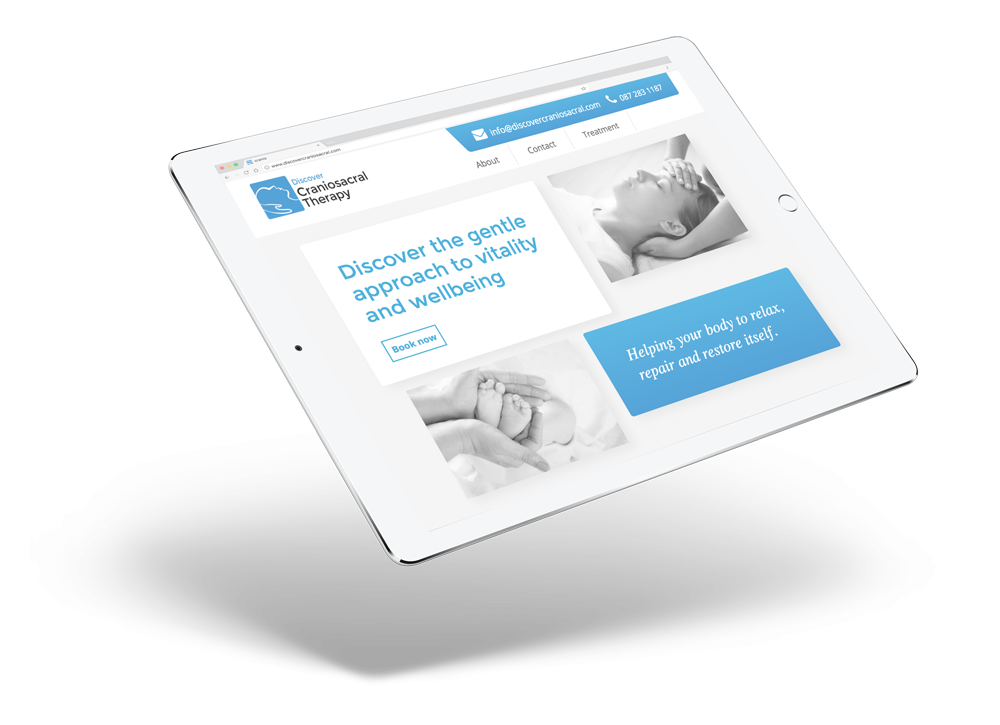 cranio
www.discovercraniosacral.com
info@discovercraniosacral.com 087 283 1187
Discover
Craniosacral
Therapy
About Contact Treatment
Discover the gentle
approach to vitality
and wellbeing
Book now
Helping your body to relax,
repair and restore itself.